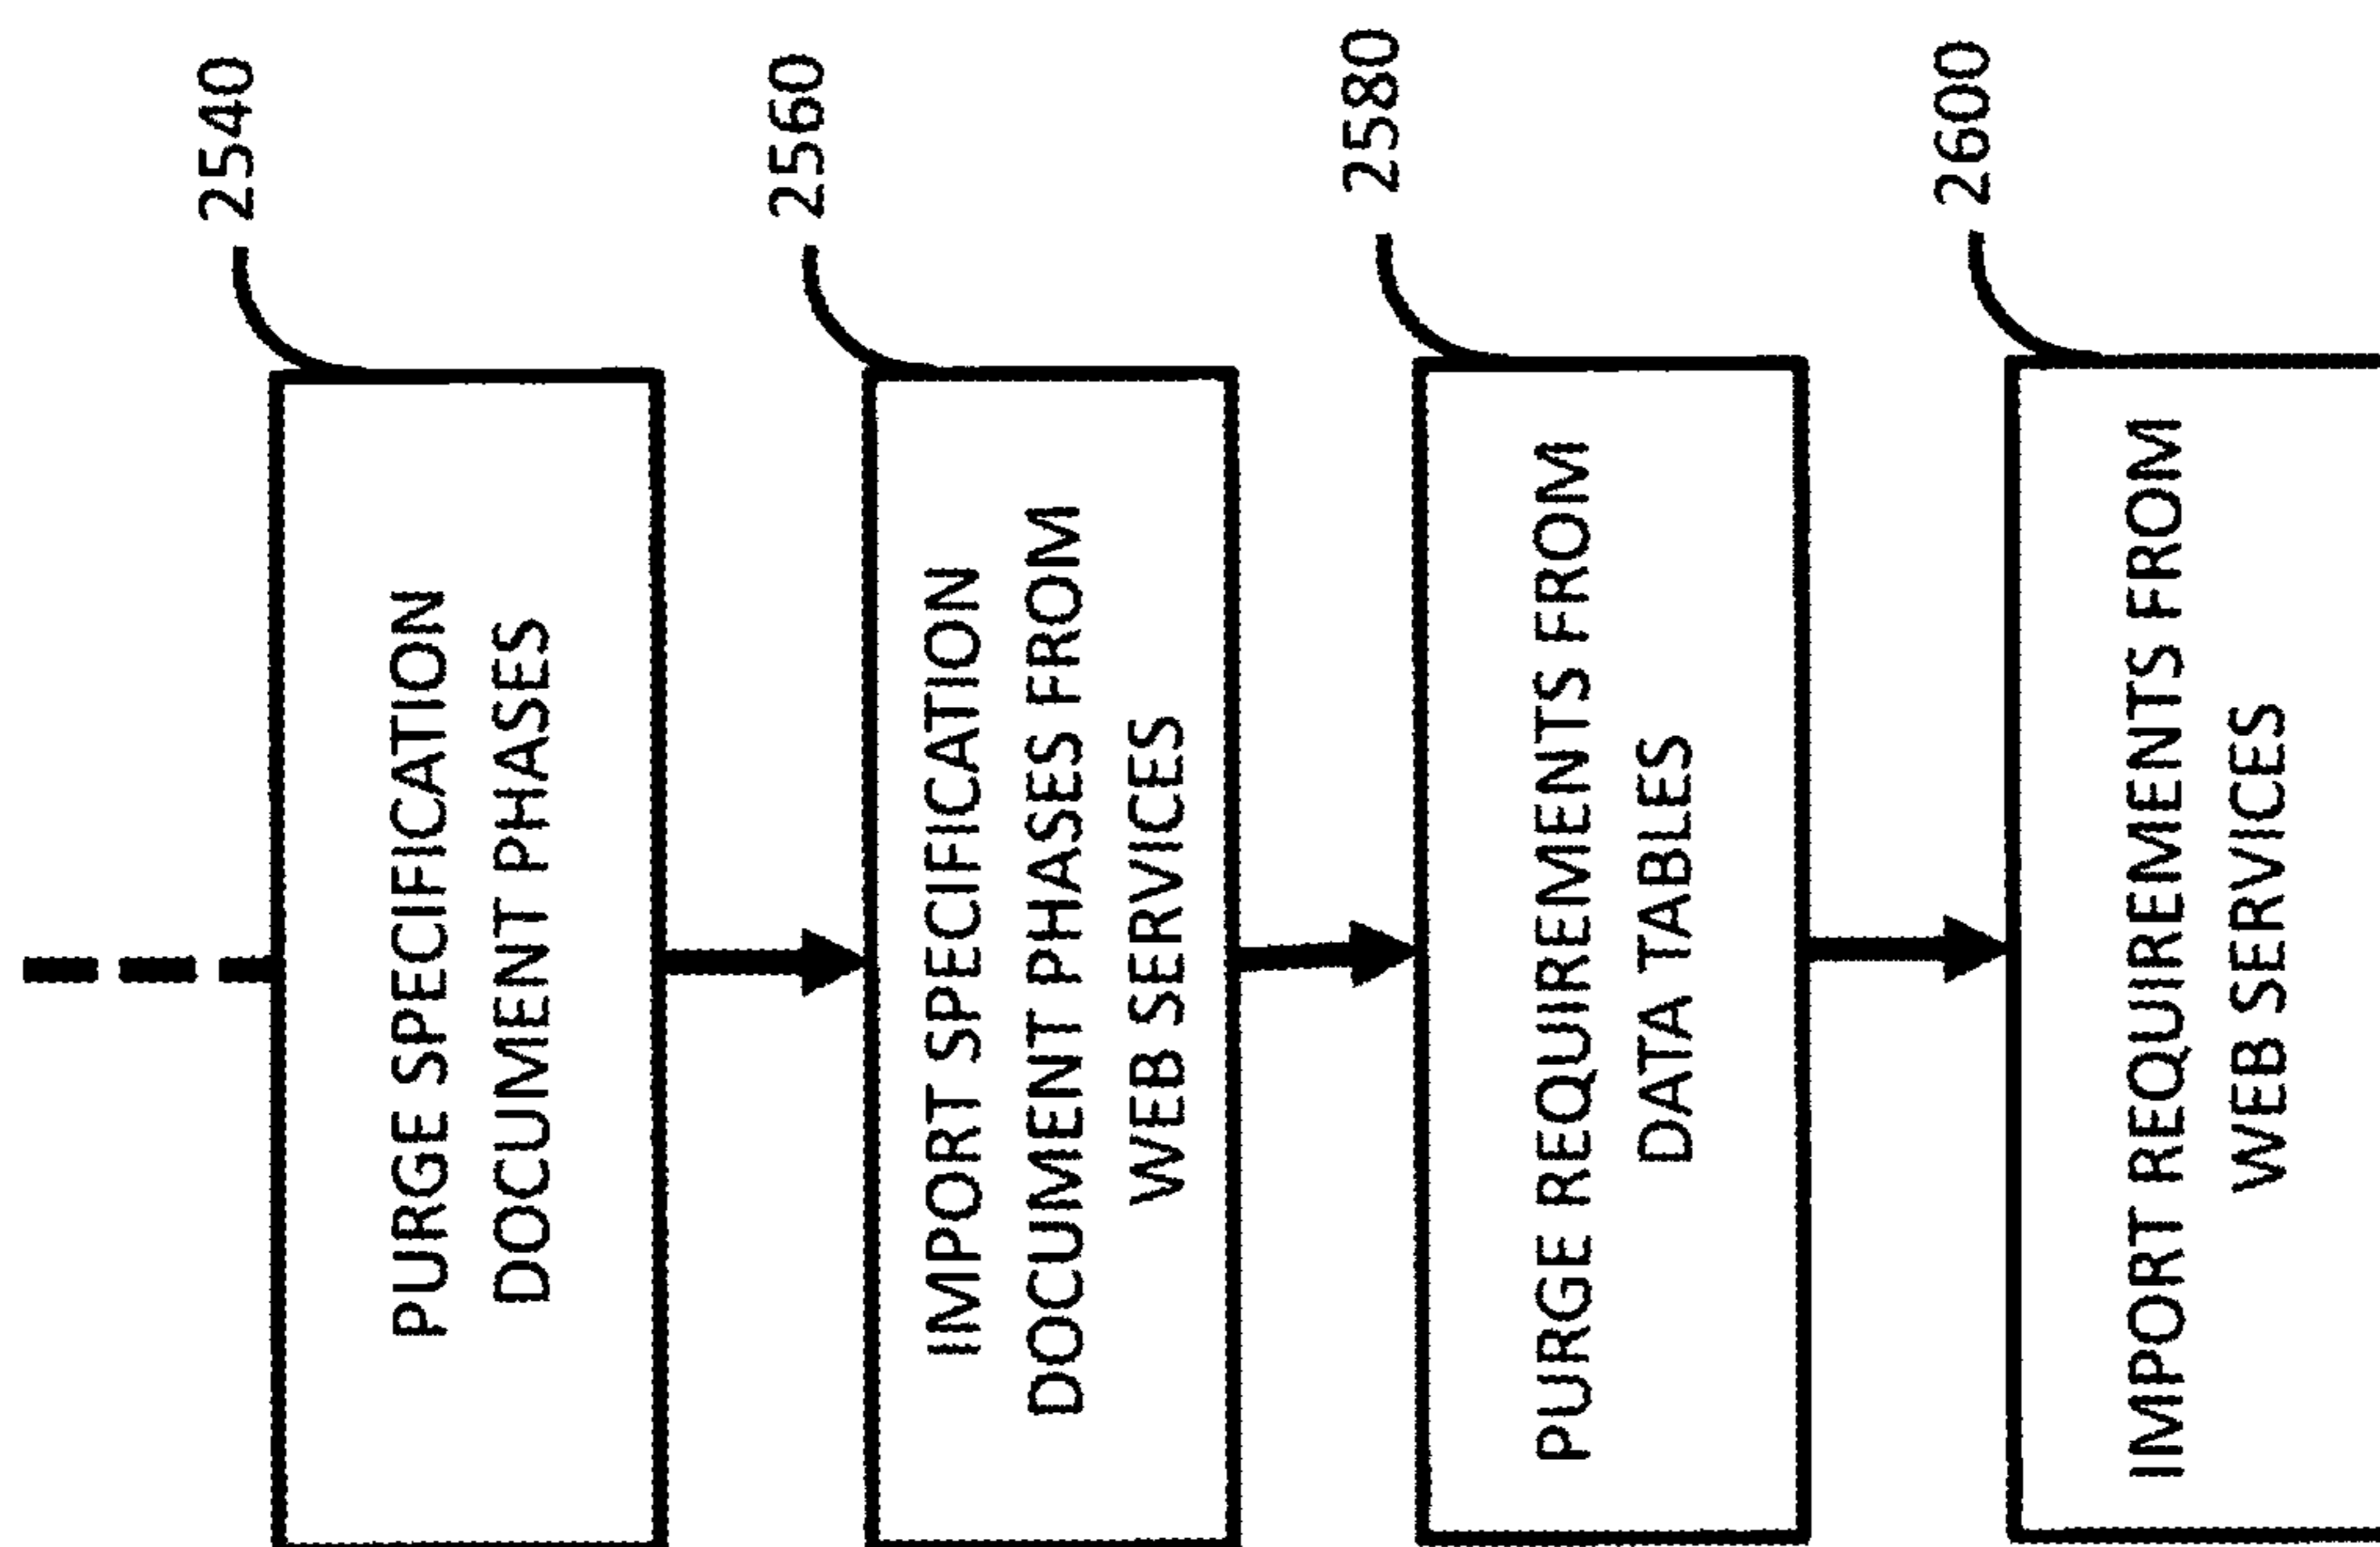 2540
PURGE SPECIFICATION
DOCUMENT PHASES
2560
IMPORT SPECIFICATION
DOCUMENT PHASES FROM
WEB SERVICES
2580
PURGE REQUIREMENTS FROM
DATA TABLES
2600
IMPORT REQUIREMENTS FROM
WEB SERVICES